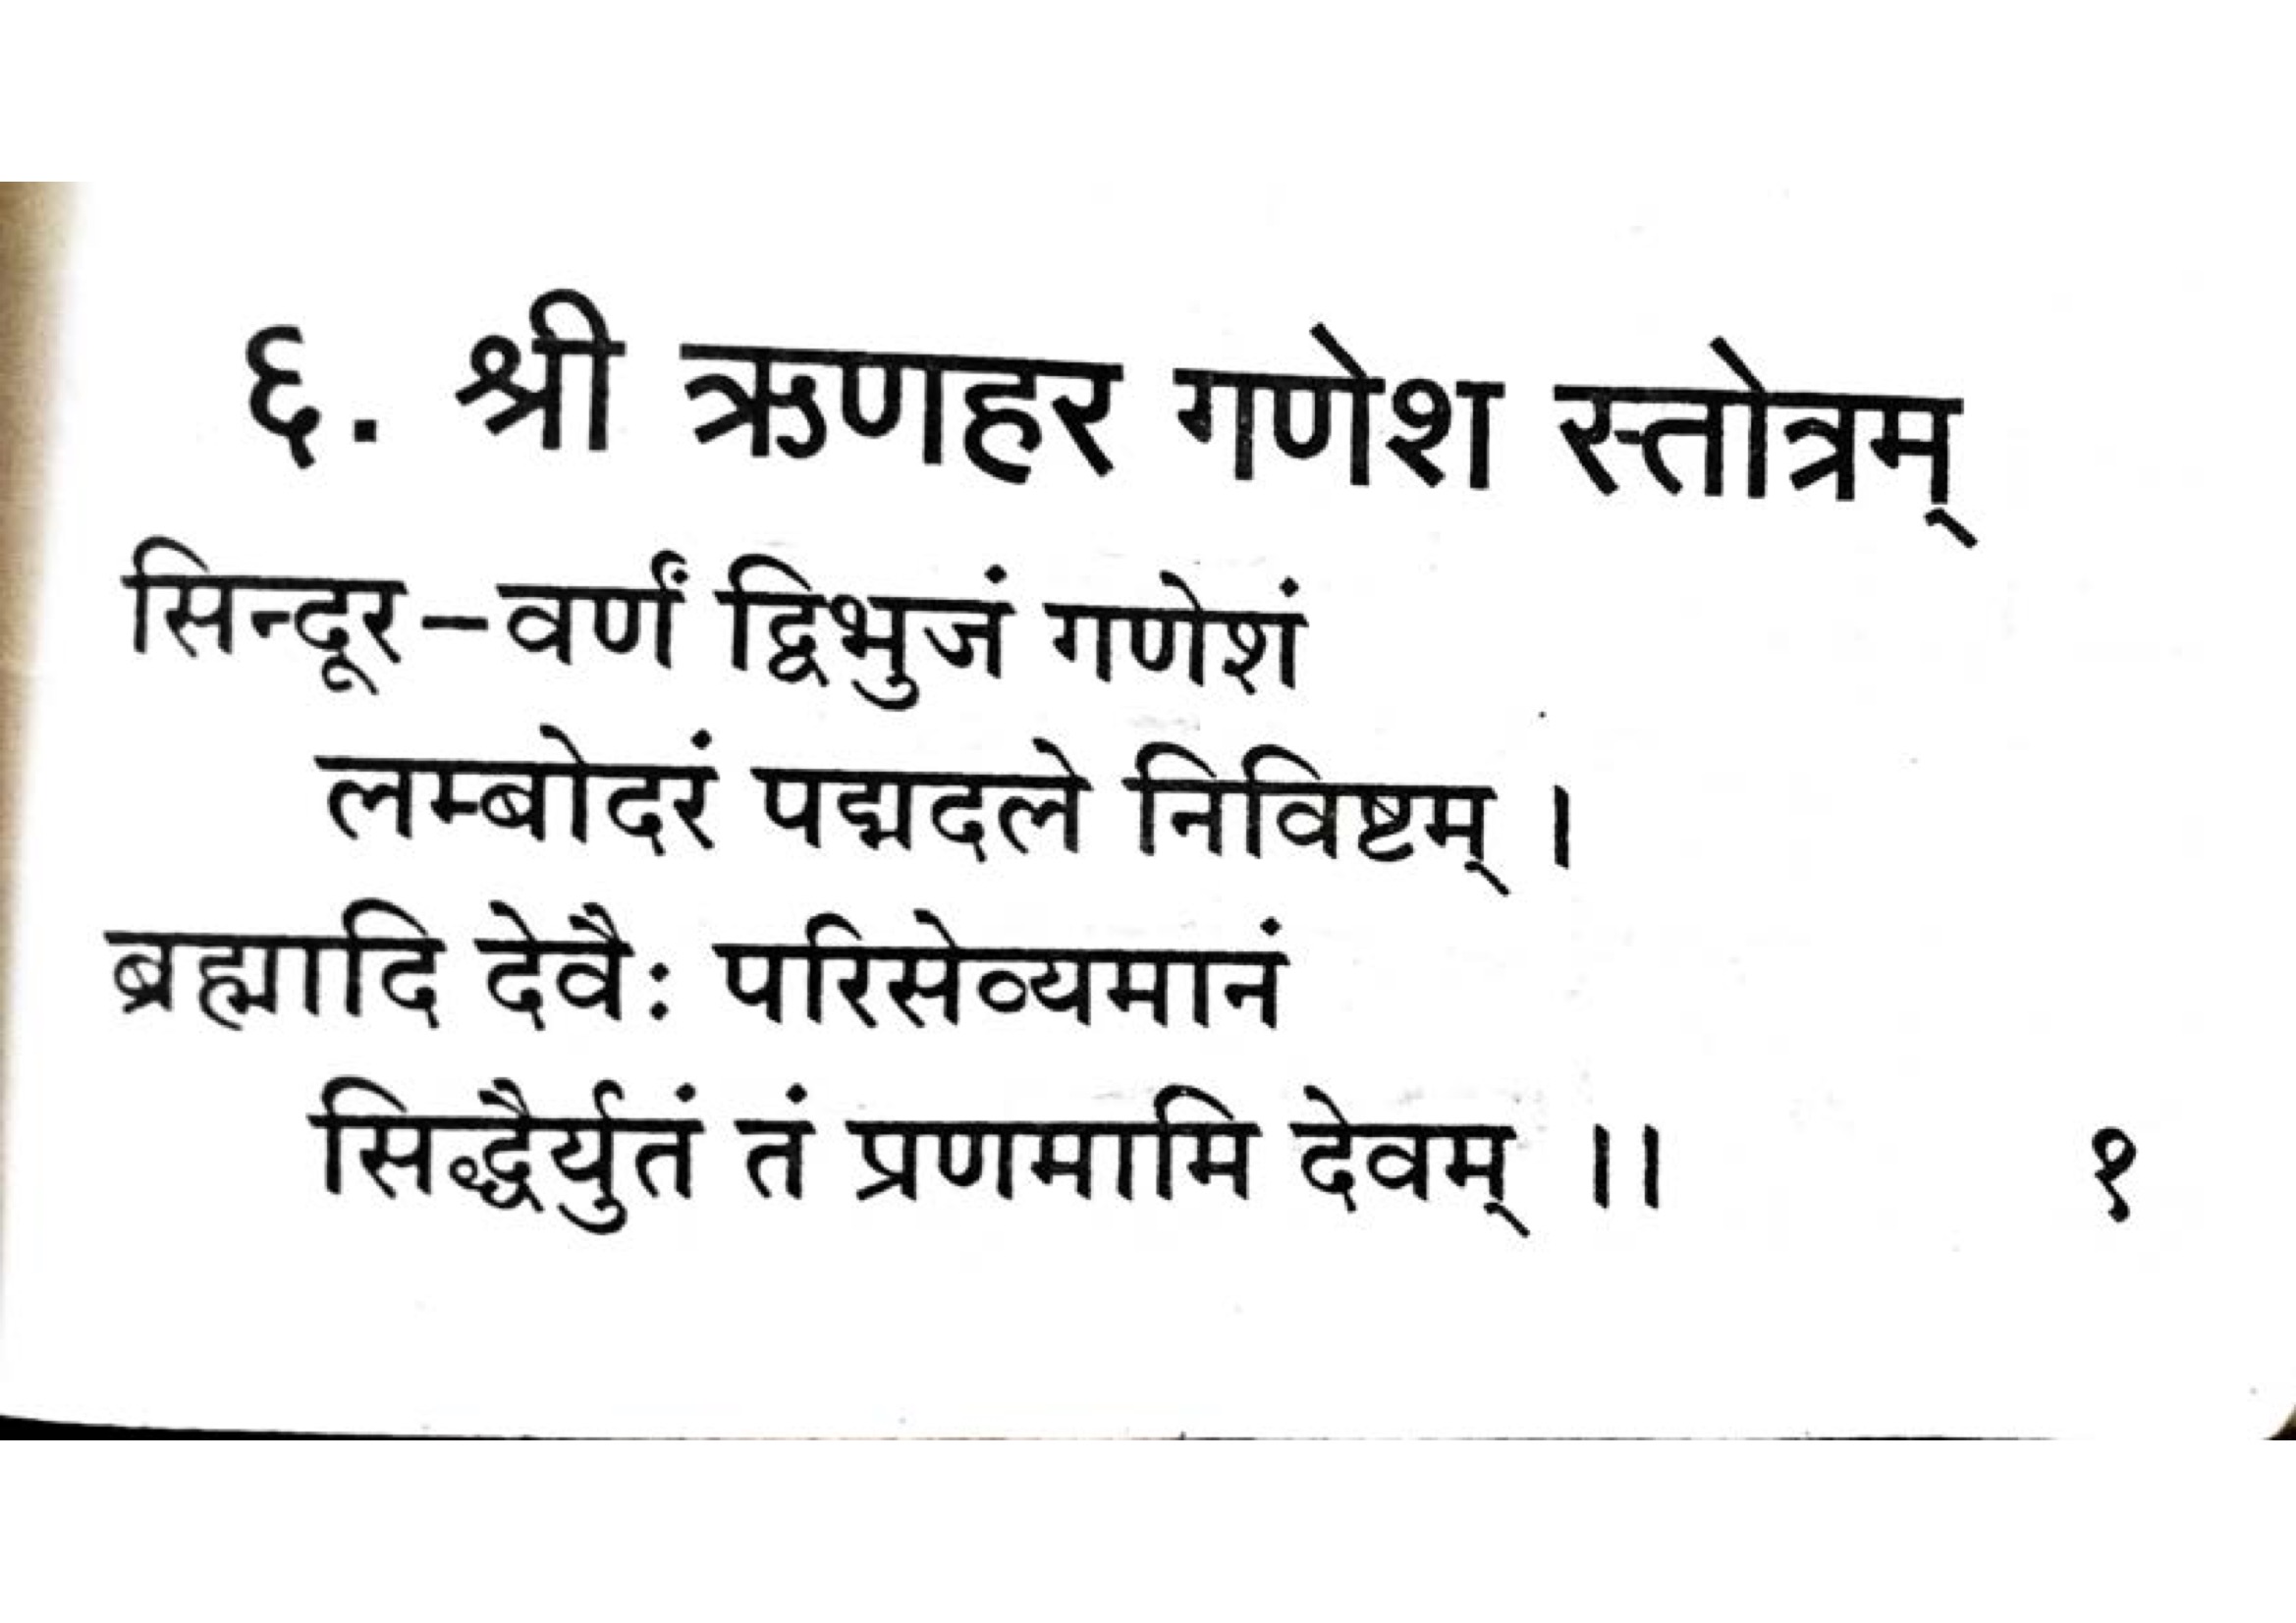 ६. श्री ऋणहर गणेश स्तोत्रम्
सिन्दूर–वर्णं द्विभुजं गणेशं
लम्बोदरं पद्मदले निविष्टम् ।
ब्रह्मादि देवैः परिसेव्यमानं
सिद्धैर्युतं तं प्रणमामि देवम् ।। १